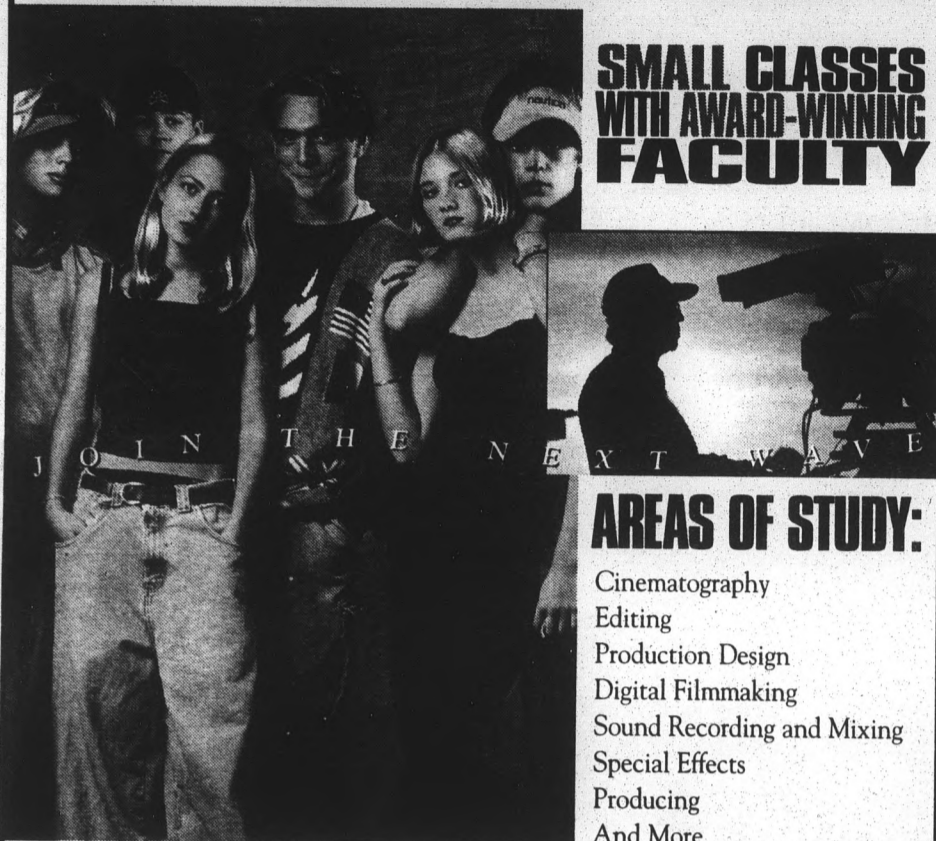 SMALL CLASSES
WITH AWARD-WINNING
FACULTY
nautica
JOIN THE NEXT WAVE
AREAS OF STUDY:
Cinematography
Editing
Production Design
Digital Filmmaking
Sound Recording and Mixing
Special Effects
Producing
And More